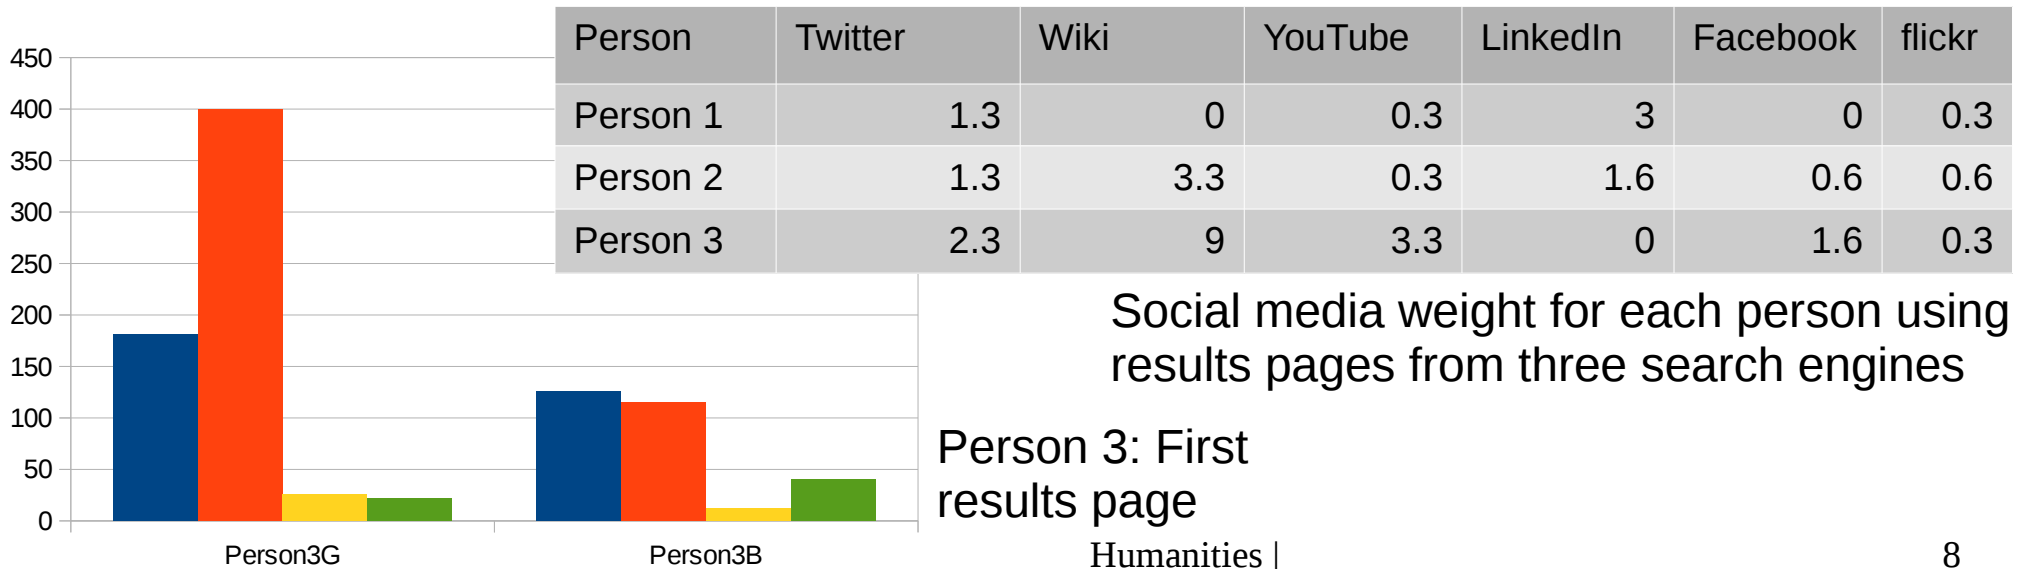 Person Twitter Wiki YouTube LinkedIn Facebook flickr
Person 1 1.3 0 0.3 3 0 0.3
Person 2 1.3 3.3 0.3 1.6 0.6 0.6
Person 3 2.3 9 3.3 0 1.6 0.3
450
400
350
300
250
200
150
100
50
0
Person3G Person3B
Social media weight for each person using
results pages from three search engines
Person 3: First
results page
Humanities |
8